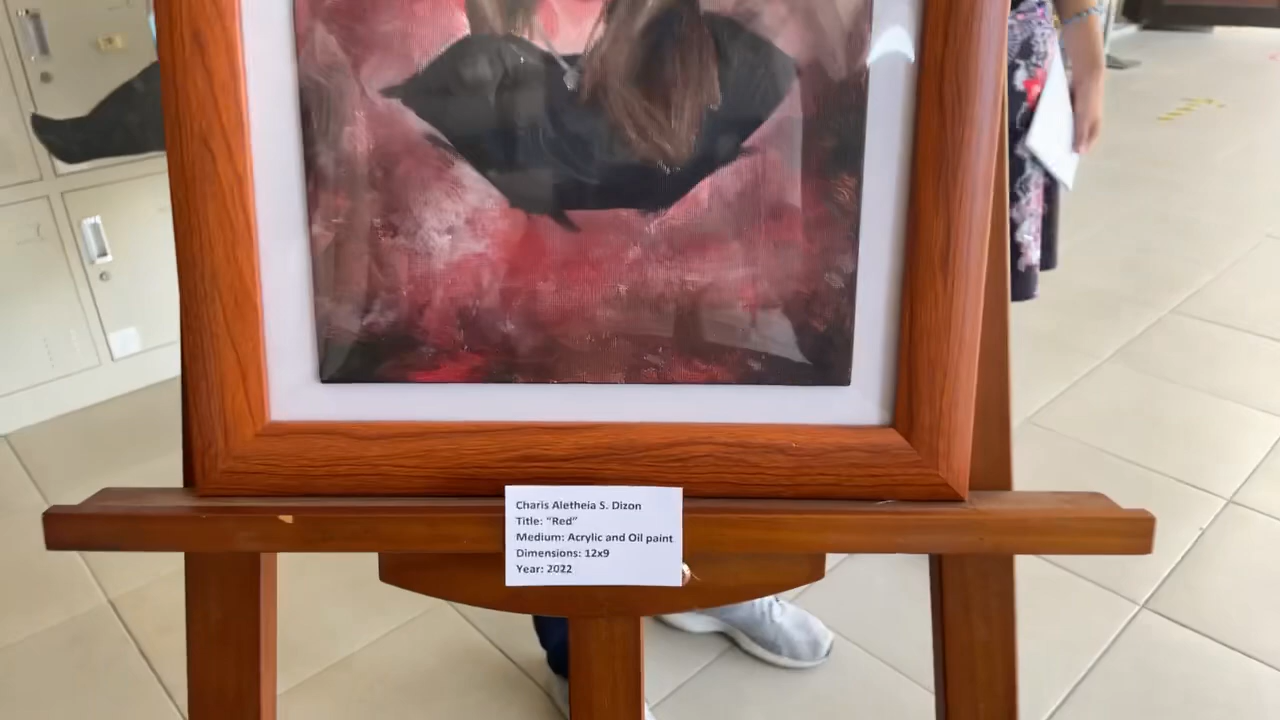 Charis Aletheia S. Dizon
Title: "Red"
Medium: Acrylic and Oil paint
Dimensions: 12x9
Year: 2022